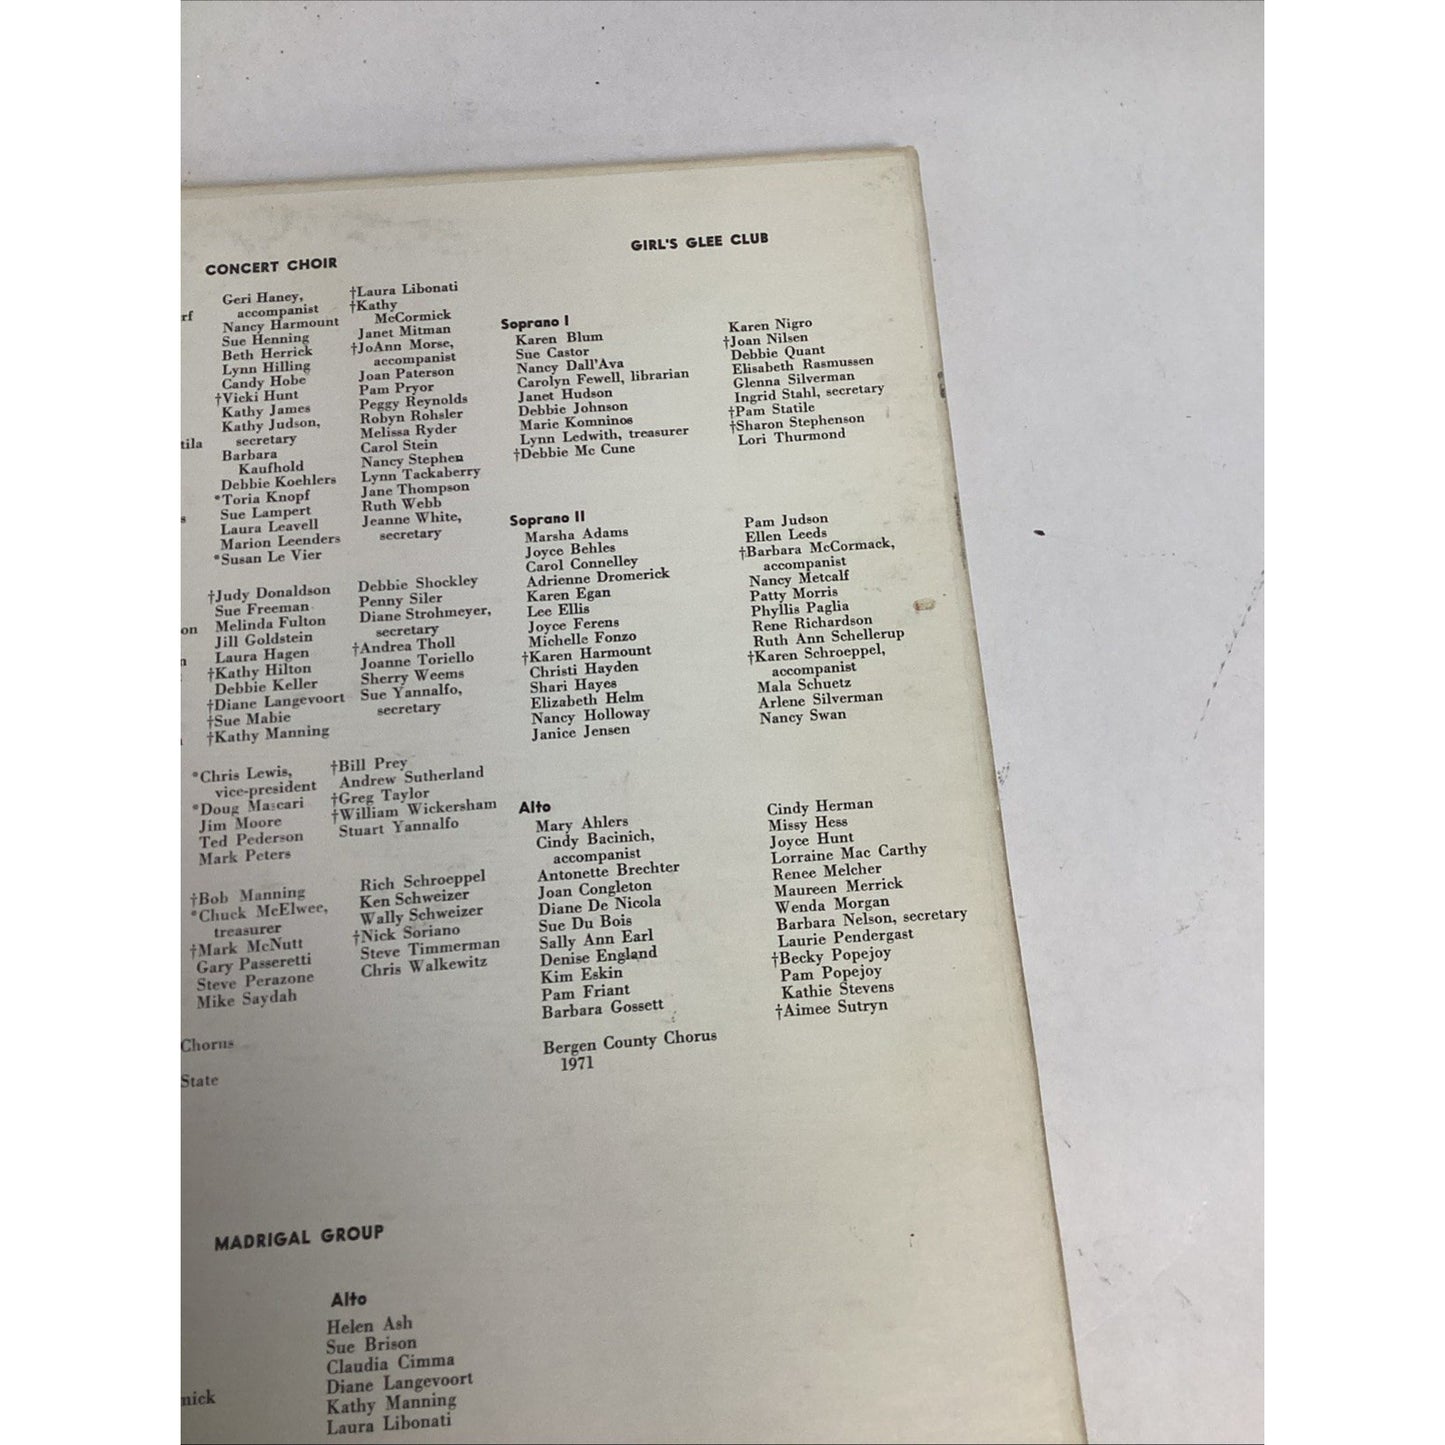 CONCERT CHOIR
rf
tila
s
on
n
Geri Haney,
accompanist
Nancy Harmount
Sue Henning
Beth Herrick
Lynn Hilling
Candy Hobe
†Vicki Hunt
Kathy James
Kathy Judson,
secretary
Barbara
Kaufhold
Debbie Koehlers
*Toria Knopf
Sue Lampert
Laura Leavell
Marion Leenders
*Susan Le Vier
†Laura Libonati
†Kathy
McCormick
Janet Mitman
†JoAnn Morse,
accompanist
Joan Paterson
Pam Pryor
Peggy Reynolds
Robyn Rohsler
Melissa Ryder
Carol Stein
Nancy Stephen
Lynn Tackaberry
Jane Thompson
Ruth Webb
Jeanne White,
secretary
†Judy Donaldson
Sue Freeman
Melinda Fulton
Jill Goldstein
Laura Hagen
†Kathy Hilton
Debbie Keller
†Diane Langevoort
†Sue Mabie
†Kathy Manning
Debbie Shockley
Penny Siler
Diane Strohmeyer,
secretary
†Andrea Tholl
Joanne Toriello
Sherry Weems
Sue Yannalfo,
secretary
*Chris Lewis,
vice-president
*Doug Mascari
Jim Moore
Ted Pederson
Mark Peters
†Bill Prey
Andrew Sutherland
†Greg Taylor
†William Wickersham
Stuart Yannalfo
†Bob Manning
*Chuck McElwee,
treasurer
†Mark McNutt
Gary Passeretti
Steve Perazone
Mike Saydah
Rich Schroeppel
Ken Schweizer
Wally Schweizer
†Nick Soriano
Steve Timmerman
Chris Walkewitz
Chorus
State
GIRL'S GLEE CLUB
Soprano I
Karen Blum
Sue Castor
Nancy Dall'Ava
Carolyn Fewell, librarian
Janet Hudson
Debbie Johnson
Marie Komninos
Lynn Ledwith, treasurer
†Debbie Mc Cune
Karen Nigro
†Joan Nilsen
Debbie Quant
Elisabeth Rasmussen
Glenna Silverman
Ingrid Stahl, secretary
†Pam Statile
†Sharon Stephenson
Lori Thurmond
Soprano II
Marsha Adams
Joyce Behles
Carol Connelley
Adrienne Dromerick
Karen Egan
Lee Ellis
Joyce Ferens
Michelle Fonzo
†Karen Harmount
Christi Hayden
Shari Hayes
Elizabeth Helm
Nancy Holloway
Janice Jensen
Pam Judson
Ellen Leeds
†Barbara McCormack,
accompanist
Nancy Metcalf
Patty Morris
Phyllis Paglia
Rene Richardson
Ruth Ann Schellerup
†Karen Schroeppel,
accompanist
Mala Schuetz
Arlene Silverman
Nancy Swan
Alto
Mary Ahlers
Cindy Bacinich,
accompanist
Antonette Brechter
Joan Congleton
Diane De Nicola
Sue Du Bois
Sally Ann Earl
Denise England
Kim Eskin
Pam Friant
Barbara Gossett
Cindy Herman
Missy Hess
Joyce Hunt
Lorraine Mac Carthy
Renee Melcher
Maureen Merrick
Wenda Morgan
Barbara Nelson, secretary
Laurie Pendergast
†Becky Popejoy
Pam Popejoy
Kathie Stevens
†Aimee Sutryn
Bergen County Chorus
1971
MADRIGAL GROUP
nick
Alto
Helen Ash
Sue Brison
Claudia Cimma
Diane Langevoort
Kathy Manning
Laura Libonati